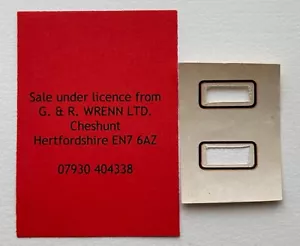 Sale under licence from
G. & R. WRENN LTD.
Cheshunt
Hertfordshire EN7 6AZ
07930 404338